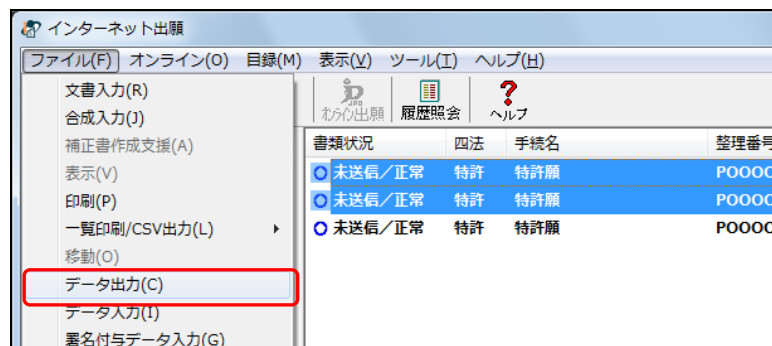 インターネット出願
ファイル(F) オンライン(O) 目録(M) 表示(V) ツール(T) ヘルプ(H)
文書入力(R)
合成入力(J)
補正書作成支援(A)
表示(V)
印刷(P)
一覧印刷/CSV出力(L)
移動(O)
データ出力(C)
データ入力(I)
署名付与データ入力(G)
オンライン出願 履歴照会 ヘルプ
書類状況 四法 手続名 整理番号
未送信／正常 特許 特許願 POOOO
未送信／正常 特許 特許願 POOOO
未送信／正常 特許 特許願 POOOO